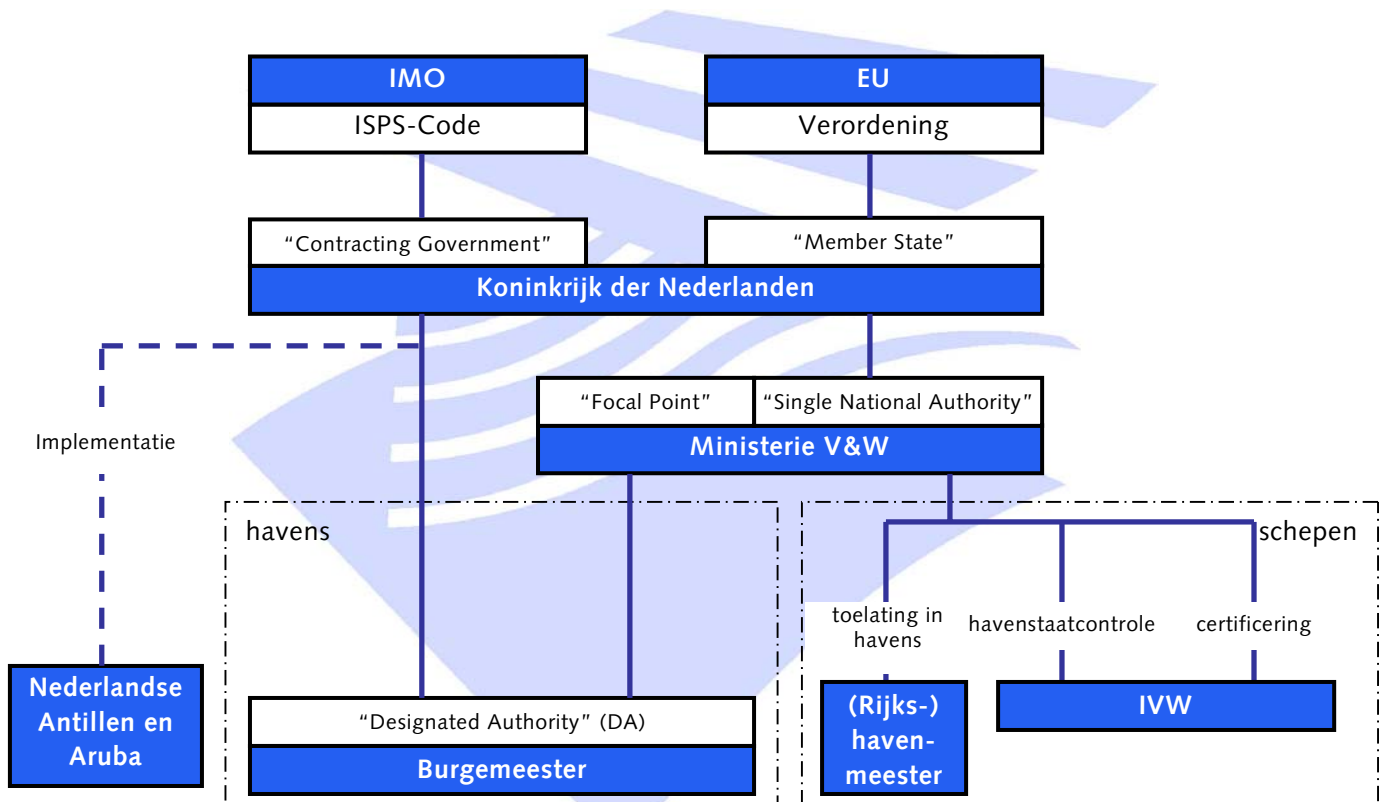 IMO
ISPS-Code
EU
Verordening
“Contracting Government”
“Member State”
Koninkrijk der Nederlanden
“Focal Point”
“Single National Authority”
Ministerie V&W
Implementatie
havens
schepen
toelating in
havens
havenstaatcontrole
certificering
Nederlandse
Antillen en
Aruba
“Designated Authority” (DA)
Burgemeester
(Rijks-)
haven-
meester
IVW